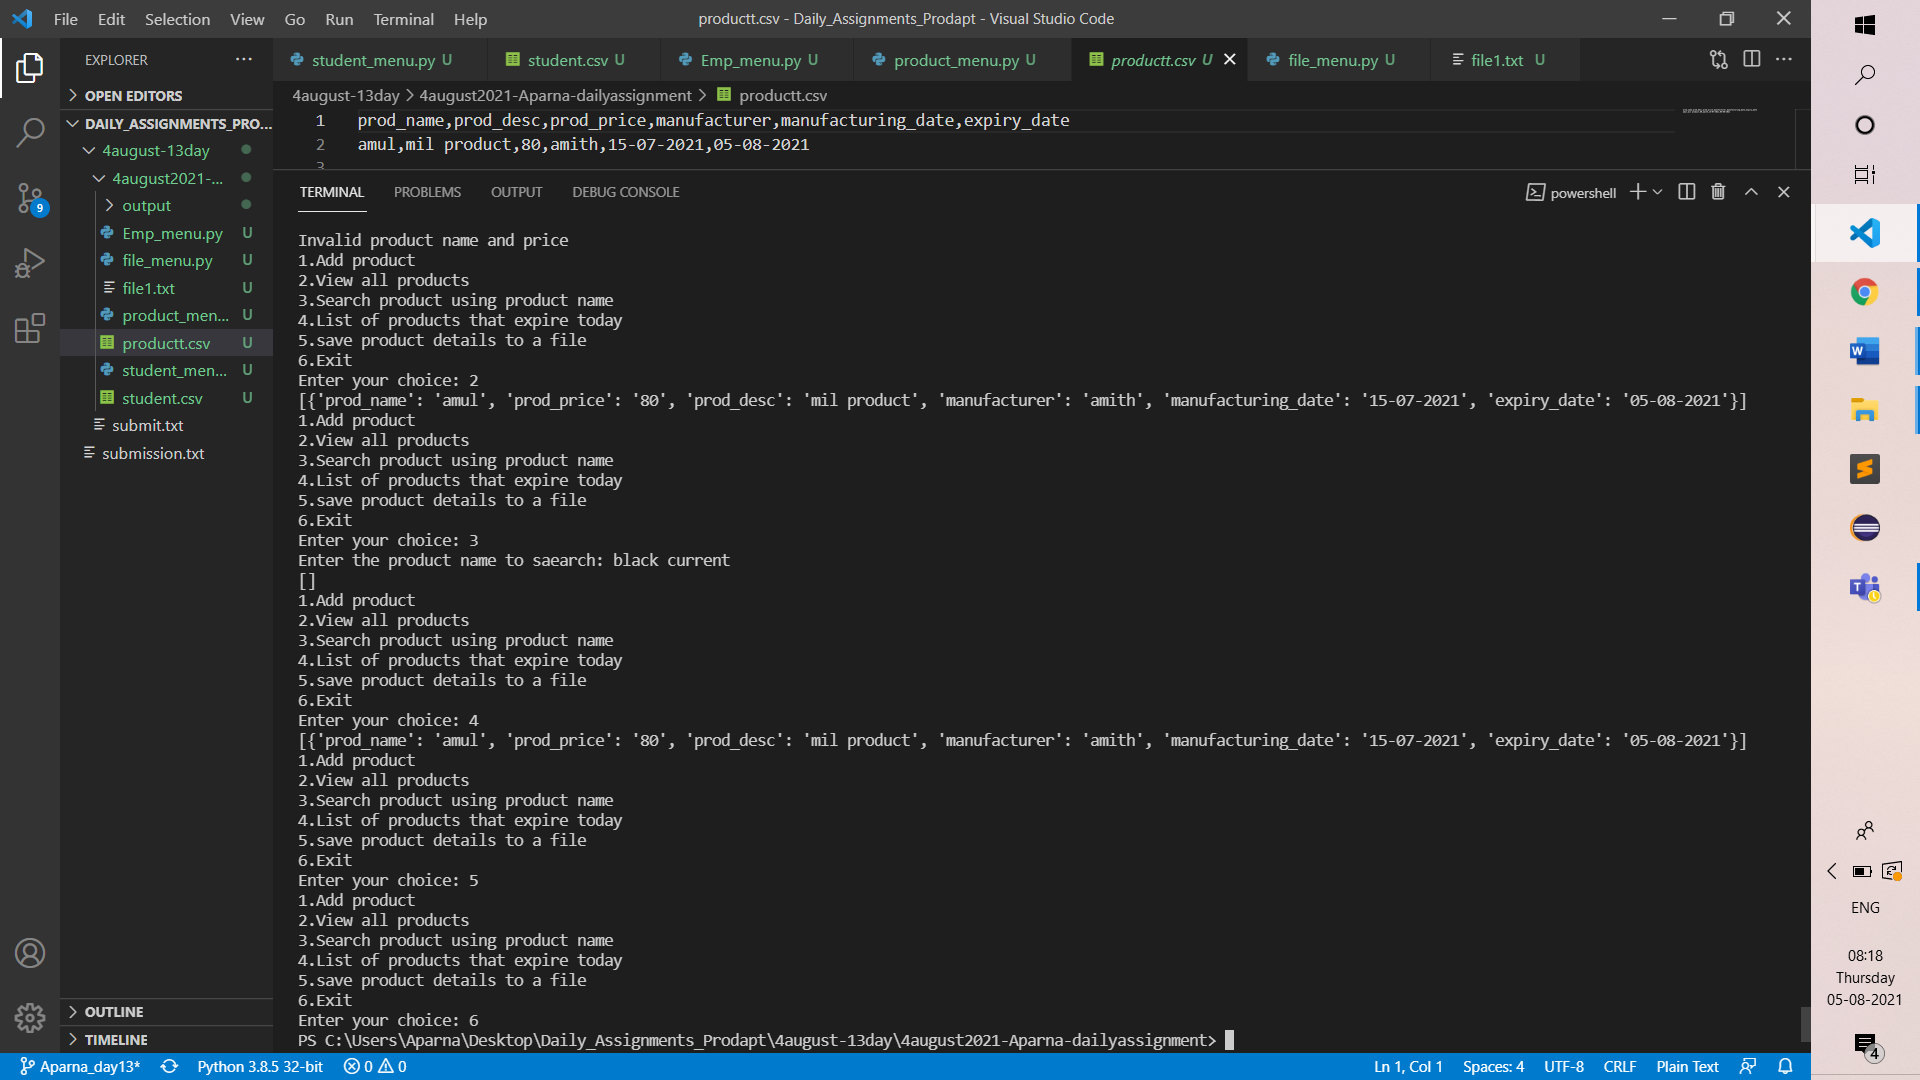 File Edit Selection View Go Run Terminal Help
productt.csv - Daily_Assignments_Prodapt - Visual Studio Code
EXPLORER
OPEN EDITORS
DAILY_ASSIGNMENTS_PRO...
4august-13day
4august2021-...
output
Emp_menu.py U
file_menu.py U
file1.txt U
product_men... U
productt.csv U
student_men... U
student.csv U
submit.txt
submission.txt
OUTLINE
TIMELINE
9
student_menu.py U student.csv U Emp_menu.py U product_menu.py U productt.csv U file_menu.py U file1.txt U
4august-13day > 4august2021-Aparna-dailyassignment > productt.csv
1 prod_name,prod_desc,prod_price,manufacturer,manufacturing_date,expiry_date
2 amul,mil product,80,amith,15-07-2021,05-08-2021
3
TERMINAL PROBLEMS OUTPUT DEBUG CONSOLE
powershell
Invalid product name and price
1.Add product
2.View all products
3.Search product using product name
4.List of products that expire today
5.save product details to a file
6.Exit
Enter your choice: 2
[{'prod_name': 'amul', 'prod_price': '80', 'prod_desc': 'mil product', 'manufacturer': 'amith', 'manufacturing_date': '15-07-2021', 'expiry_date': '05-08-2021'}]
1.Add product
2.View all products
3.Search product using product name
4.List of products that expire today
5.save product details to a file
6.Exit
Enter your choice: 3
Enter the product name to saearch: black current
[]
1.Add product
2.View all products
3.Search product using product name
4.List of products that expire today
5.save product details to a file
6.Exit
Enter your choice: 4
[{'prod_name': 'amul', 'prod_price': '80', 'prod_desc': 'mil product', 'manufacturer': 'amith', 'manufacturing_date': '15-07-2021', 'expiry_date': '05-08-2021'}]
1.Add product
2.View all products
3.Search product using product name
4.List of products that expire today
5.save product details to a file
6.Exit
Enter your choice: 5
1.Add product
2.View all products
3.Search product using product name
4.List of products that expire today
5.save product details to a file
6.Exit
Enter your choice: 6
PS C:\Users\Aparna\Desktop\Daily_Assignments_Prodapt\4august-13day\4august2021-Aparna-dailyassignment>
Aparna_day13* Python 3.8.5 32-bit 0 0
Ln 1, Col 1 Spaces: 4 UTF-8 CRLF Plain Text
ENG
08:18
Thursday
05-08-2021
4